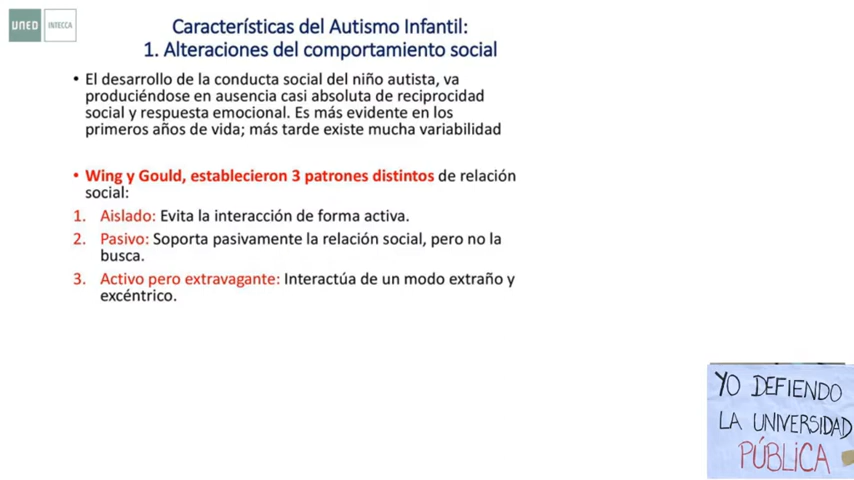 UNED
INTECCA
Características del Autismo Infantil:
1. Alteraciones del comportamiento social
• El desarrollo de la conducta social del niño autista, va
produciéndose en ausencia casi absoluta de reciprocidad
social y respuesta emocional. Es más evidente en los
primeros años de vida; más tarde existe mucha variabilidad
• Wing y Gould, establecieron 3 patrones distintos de relación
social:
1. Aislado: Evita la interacción de forma activa.
2. Pasivo: Soporta pasivamente la relación social, pero no la
busca.
3. Activo pero extravagante: Interactúa de un modo extraño y
excéntrico.
YO DEFIENDO
LA UNIVERSIDAD
PÚBLiCA